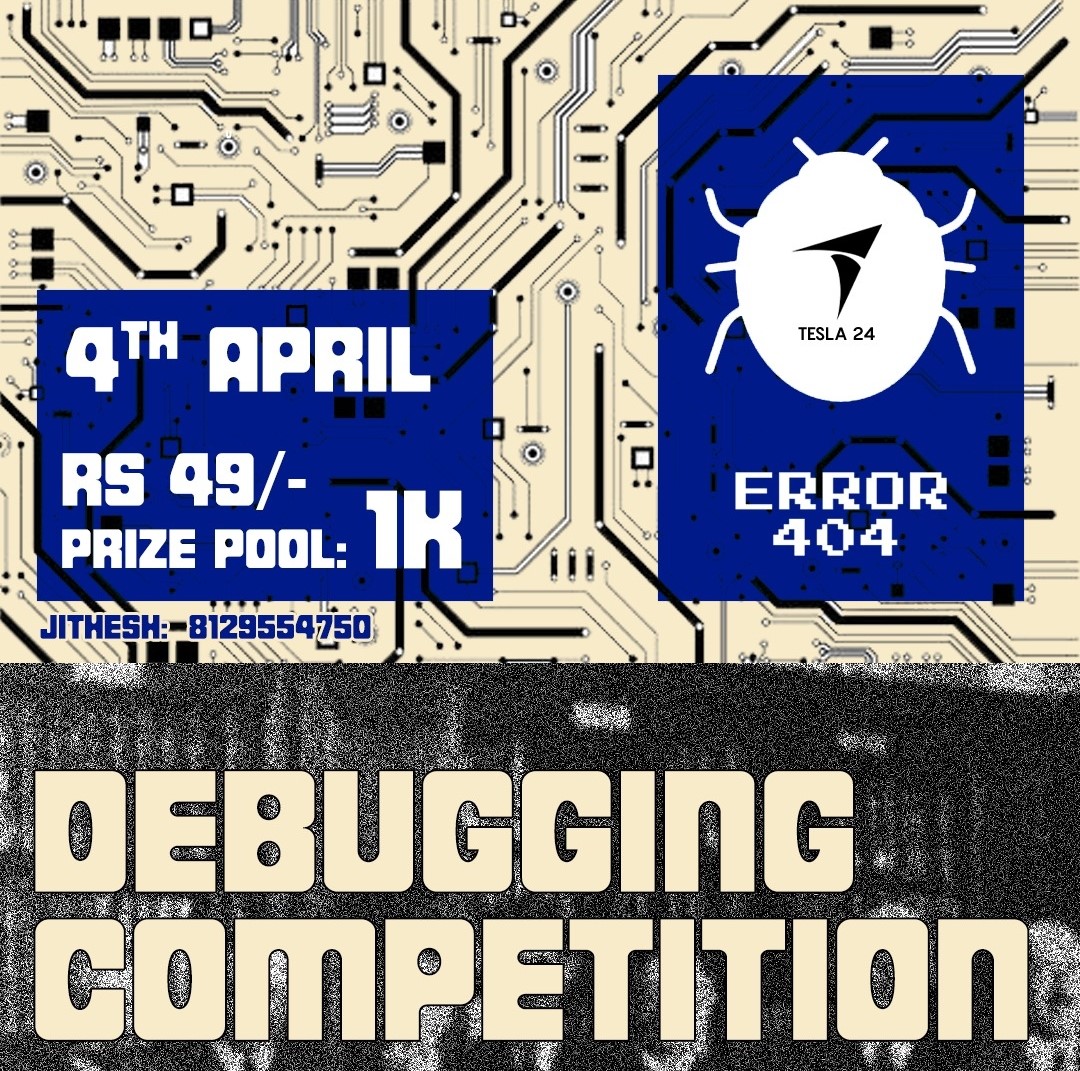 4TH APRIL
RS 49/-
PRIZE POOL: 1K
JITHESH: 8129554750
TESLA 24
ERROR
404
DEBUGGING
COMPETITION